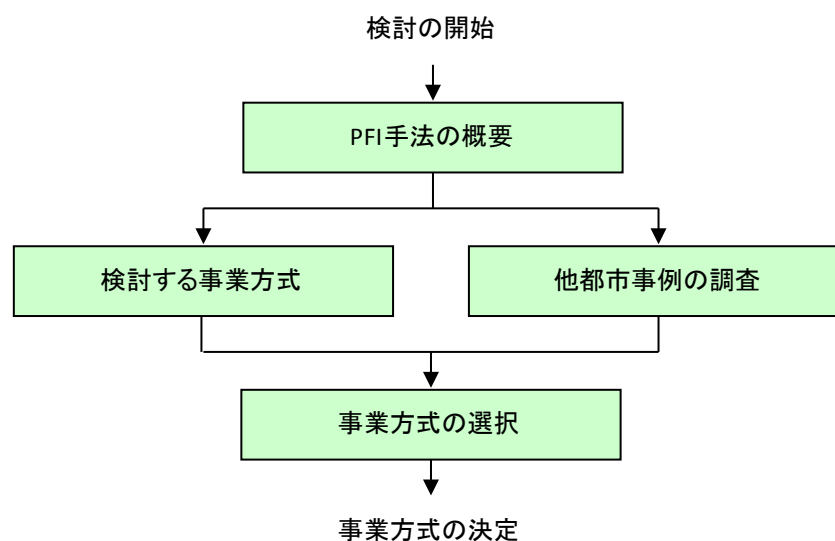 検討の開始
PFI手法の概要
検討する事業方式
他都市事例の調査
事業方式の選択
事業方式の決定